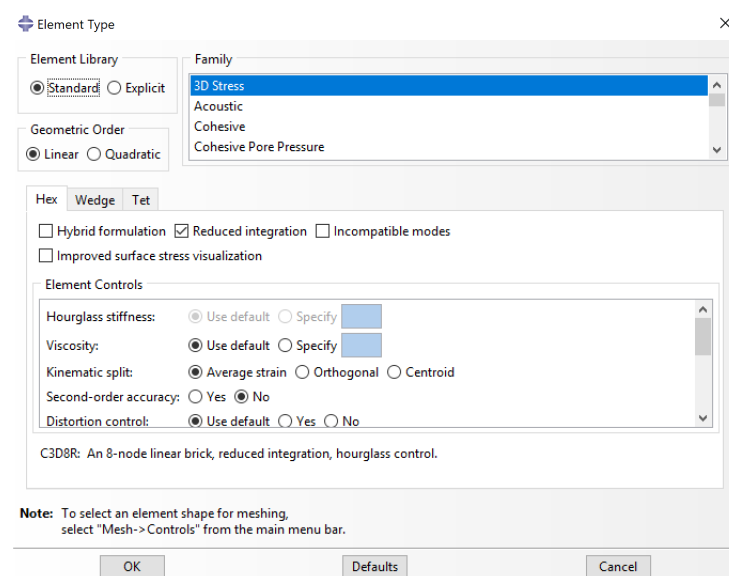 Element Type
Element Library
Standard Explicit
Geometric Order
Linear Quadratic
Family
3D Stress
Acoustic
Cohesive
Cohesive Pore Pressure
Hex Wedge Tet
Hybrid formulation Reduced integration Incompatible modes
Improved surface stress visualization
Element Controls
Hourglass stiffness: Use default Specify
Viscosity: Use default Specify
Kinematic split: Average strain Orthogonal Centroid
Second-order accuracy: Yes No
Distortion control: Use default Yes No
C3D8R: An 8-node linear brick, reduced integration, hourglass control.
Note: To select an element shape for meshing,
select "Mesh->Controls" from the main menu bar.
OK Defaults Cancel